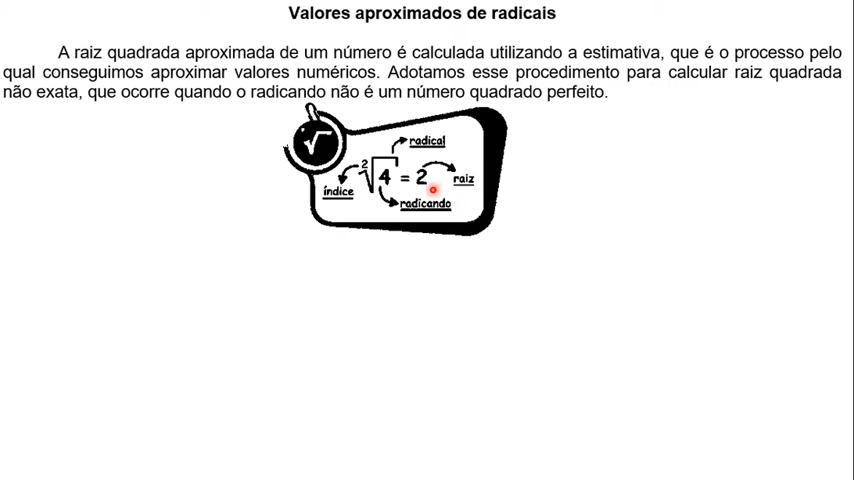 Valores aproximados de radicais
A raiz quadrada aproximada de um número é calculada utilizando a estimativa, que é o processo pelo
qual conseguimos aproximar valores numéricos. Adotamos esse procedimento para calcular raiz quadrada
não exata, que ocorre quando o radicando não é um número quadrado perfeito.
√
radical
²√4 = 2
índice
raiz
radicando